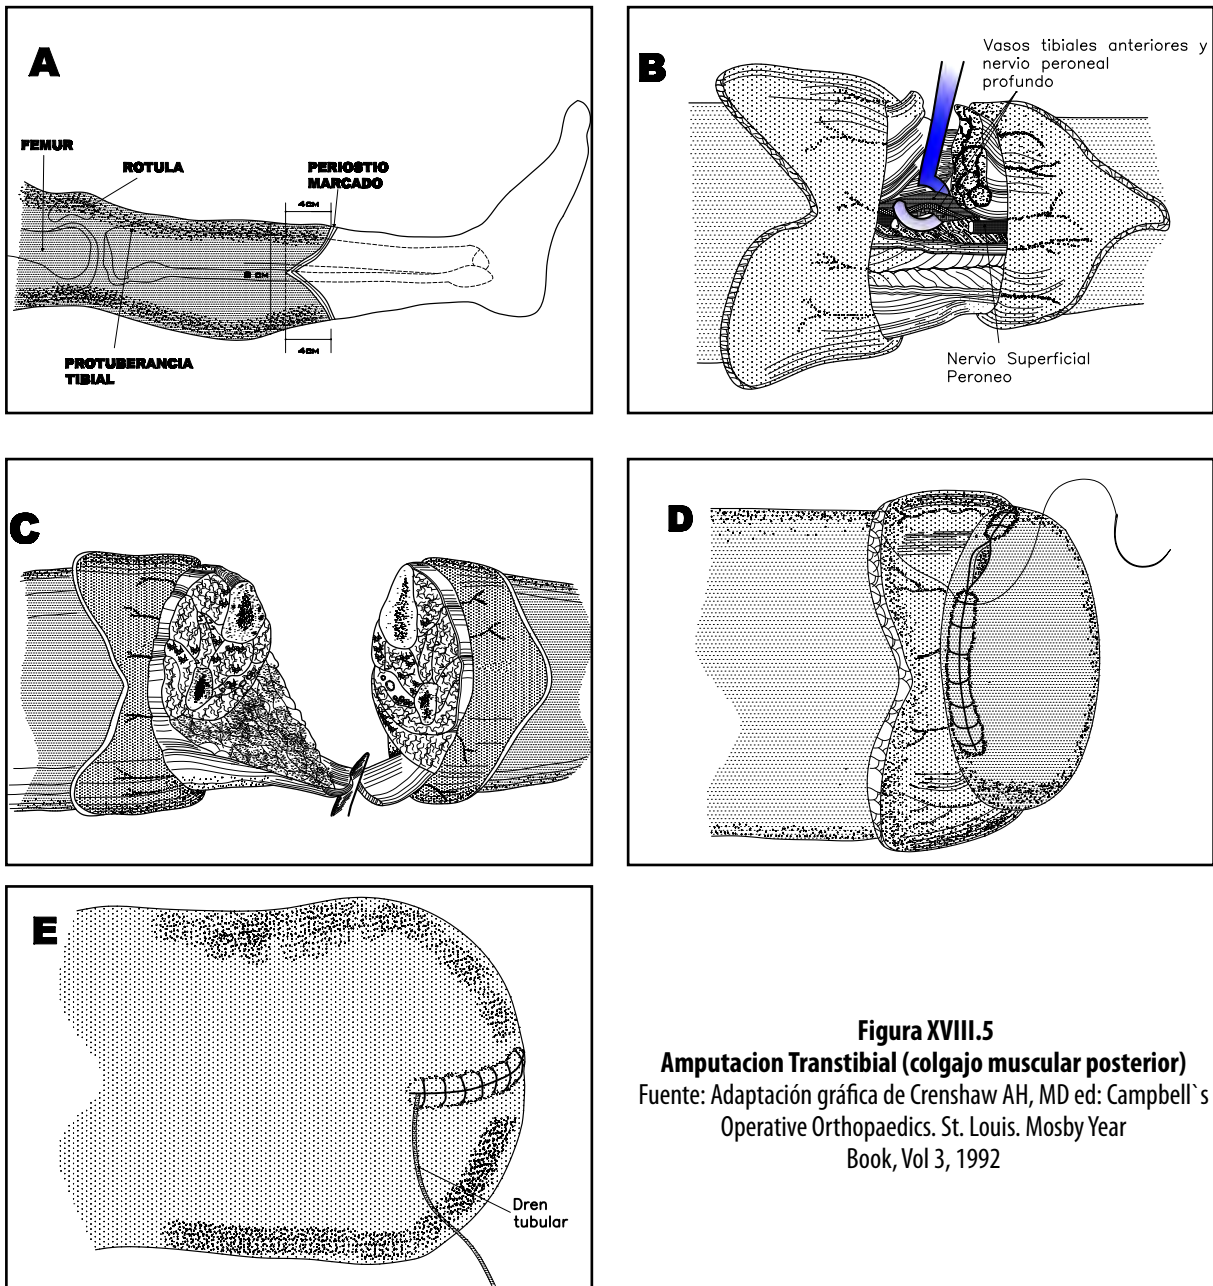 A
FEMUR
ROTULA
PERIOSTIO
MARCADO
4CM
8 CM
4CM
PROTUBERANCIA
TIBIAL
B
Vasos tibiales anteriores y
nervio peroneal
profundo
Nervio Superficial
Peroneo
C
D
E
Dren
tubular
Figura XVIII.5
Amputacion Transtibial (colgajo muscular posterior)
Fuente: Adaptación gráfica de Crenshaw AH, MD ed: Campbell`s
Operative Orthopaedics. St. Louis. Mosby Year
Book, Vol 3, 1992